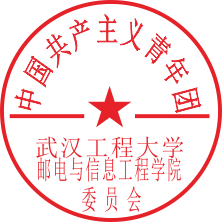 中国共产主义青年团
武汉工程大学
邮电与信息工程学院
委员会